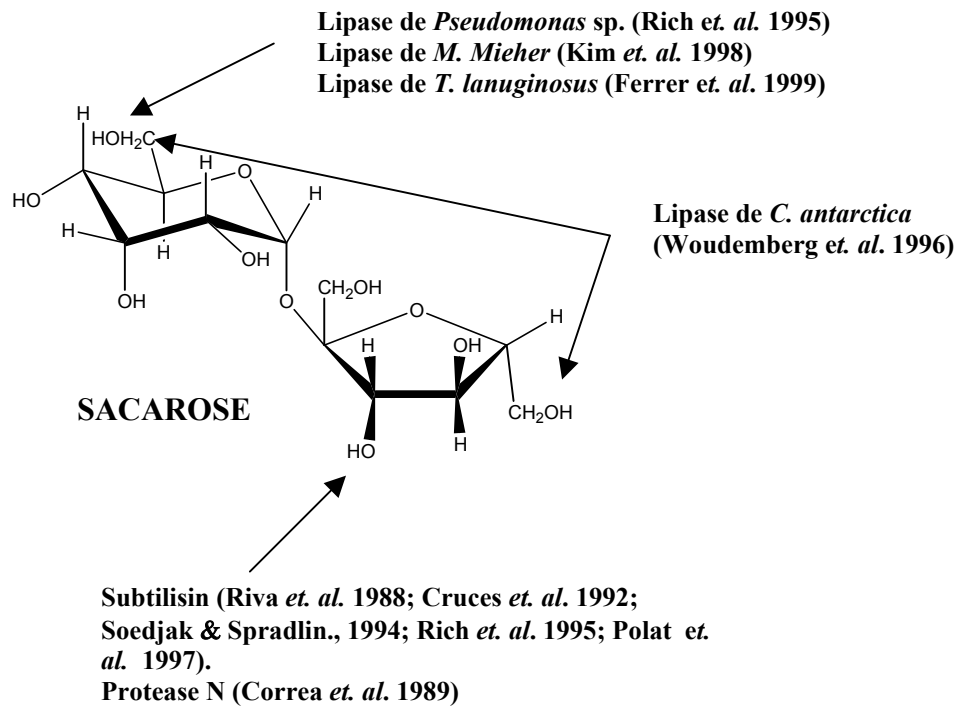 Lipase de Pseudomonas sp. (Rich et. al. 1995)
Lipase de M. Mieher (Kim et. al. 1998)
Lipase de T. lanuginosus (Ferrer et. al. 1999)
H
HOH2C
H
O
H
HO
H
H
OH
OH
O
CH2OH
O
H
H
OH
CH2OH
HO
H
Lipase de C. antarctica
(Woudemberg et. al. 1996)
SACAROSE
Subtilisin (Riva et. al. 1988; Cruces et. al. 1992;
Soedjak & Spradlin., 1994; Rich et. al. 1995; Polat et.
al. 1997).
Protease N (Correa et. al. 1989)